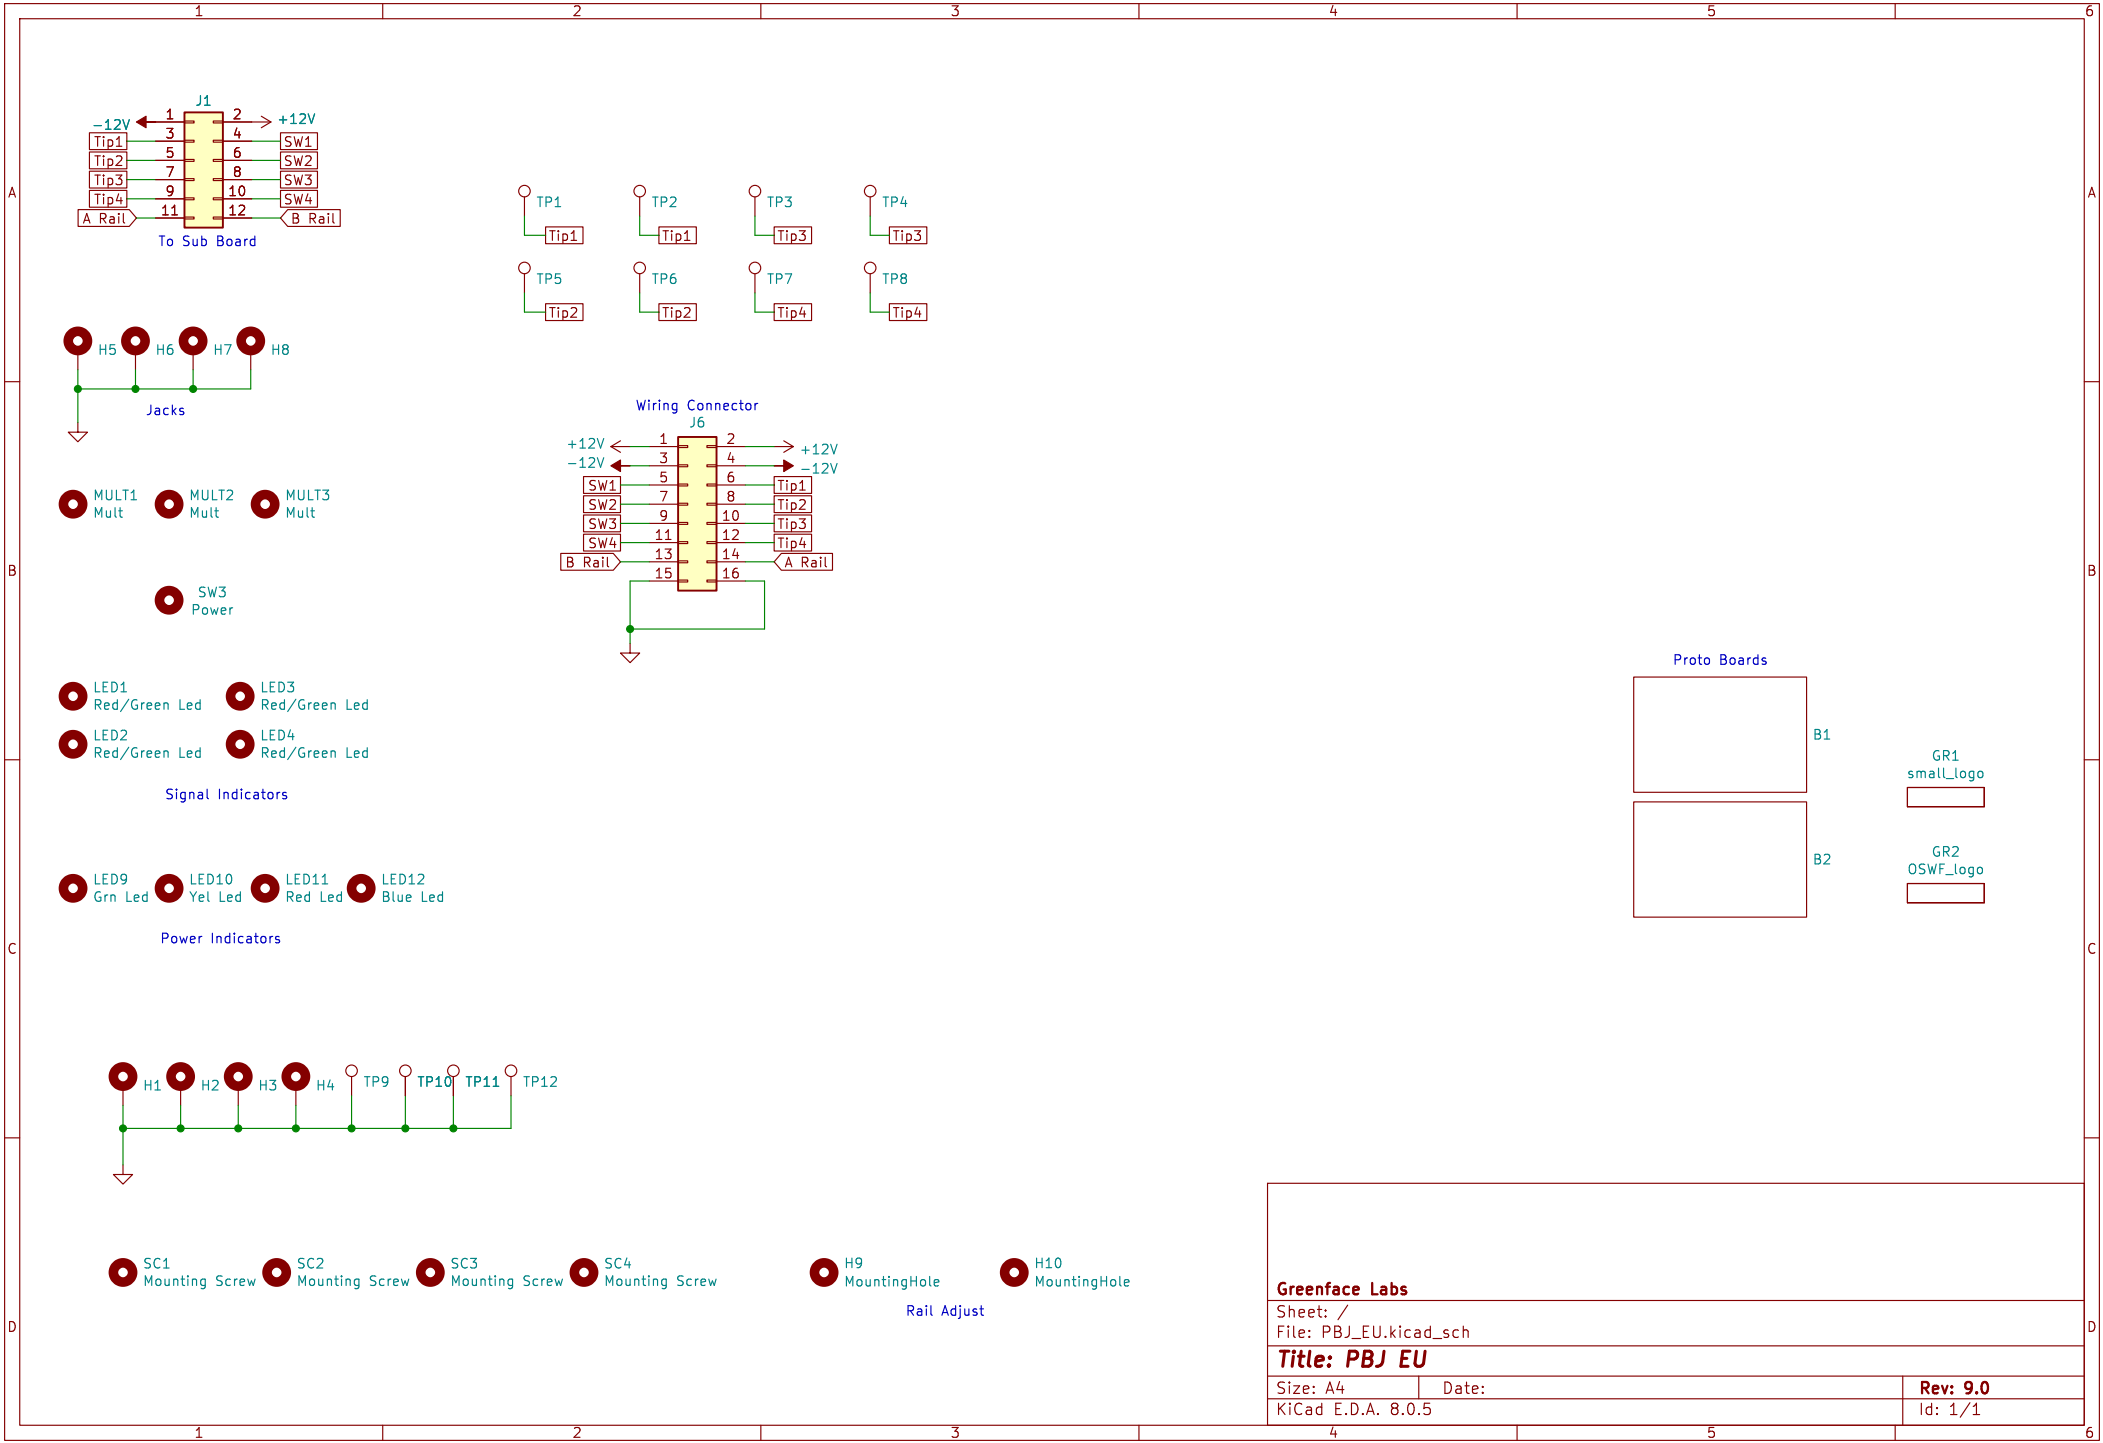 1 2 3 4 5 6
A A
B B
C C
D D
J1
-12V 1 2 +12V
Tip1 3 4 SW1
Tip2 5 6 SW2
Tip3 7 8 SW3
Tip4 9 10 SW4
A Rail 11 12 B Rail
To Sub Board
TP1 TP2 TP3 TP4
Tip1 Tip1 Tip3 Tip3
TP5 TP6 TP7 TP8
Tip2 Tip2 Tip4 Tip4
H5 H6 H7 H8
Jacks
Wiring Connector
J6
+12V 1 2 +12V
-12V 3 4 -12V
SW1 5 6 Tip1
SW2 7 8 Tip2
SW3 9 10 Tip3
SW4 11 12 Tip4
B Rail 13 14 A Rail
15 16
MULT1 MULT2 MULT3
Mult Mult Mult
SW3
Power
LED1 LED3
Red/Green Led Red/Green Led
LED2 LED4
Red/Green Led Red/Green Led
Signal Indicators
Proto Boards
B1
B2
GR1
small_logo
GR2
OSWF_logo
LED9 LED10 LED11 LED12
Grn Led Yel Led Red Led Blue Led
Power Indicators
H1 H2 H3 H4 TP9 TP10 TP11 TP12
SC1 SC2 SC3 SC4 H9 H10
Mounting Screw Mounting Screw Mounting Screw Mounting Screw MountingHole MountingHole
Rail Adjust
Greenface Labs
Sheet: /
File: PBJ_EU.kicad_sch
Title: PBJ EU
Size: A4 Date: Rev: 9.0
KiCad E.D.A. 8.0.5 Id: 1/1
1 2 3 4 5 6